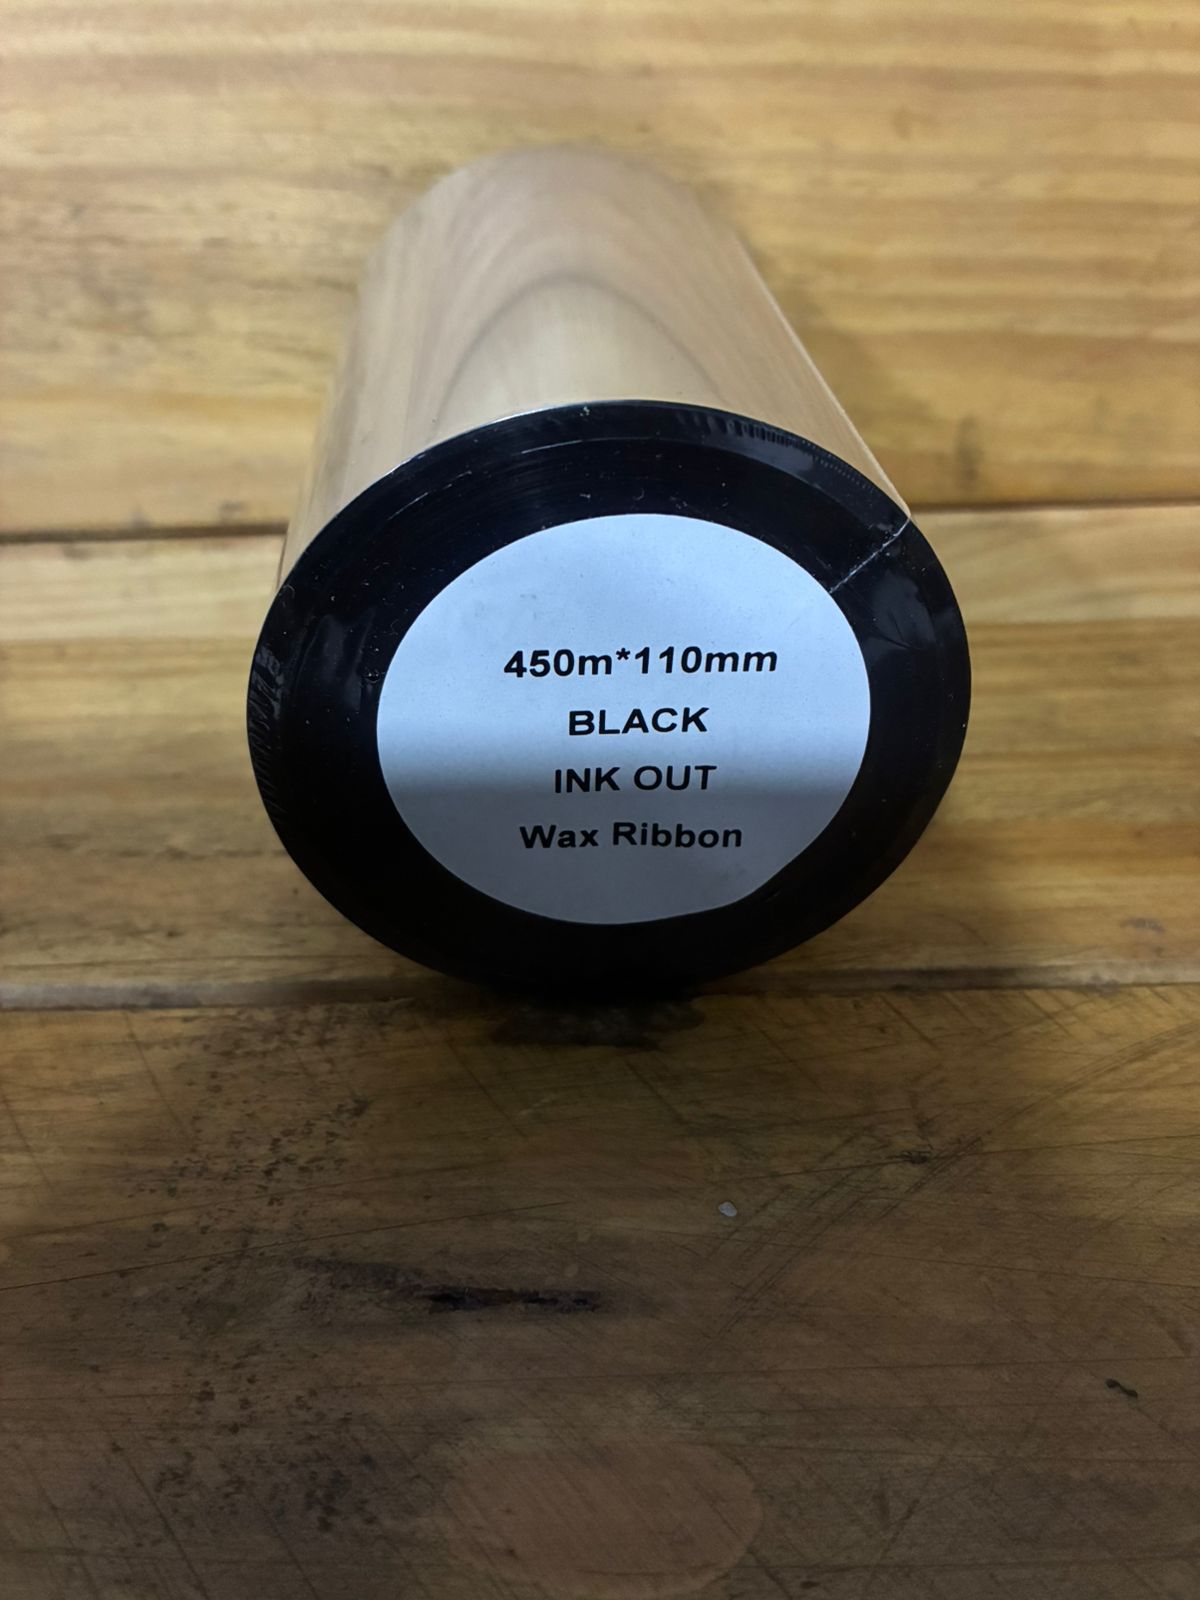 450m*110mm
BLACK
INK OUT
Wax Ribbon